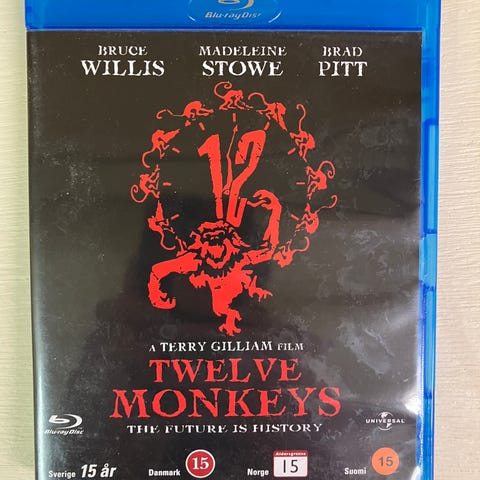 Blu-ray Disc
BRUCE MADELEINE BRAD
WILLIS STOWE PITT
12
A TERRY GILLIAM FILM
TWELVE
MONKEYS
THE FUTURE IS HISTORY
Blu-ray Disc
UNIVERSAL
Aldersgrense
Sverige 15 år Danmark 15 Norge 15 Suomi 15